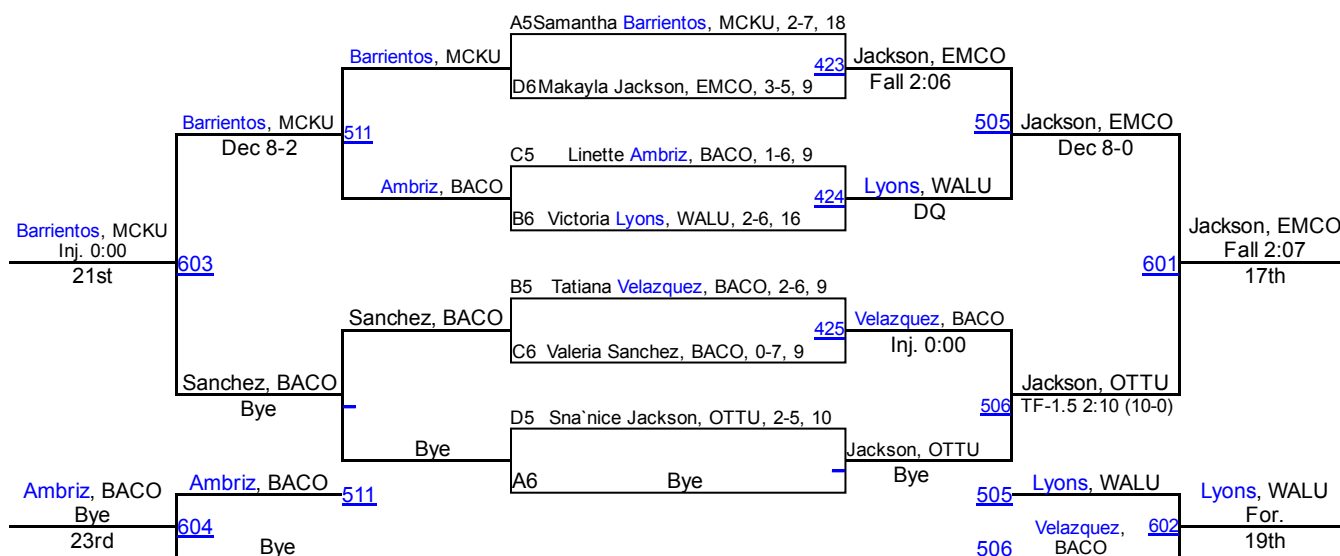 A5Samantha Barrientos, MCKU, 2-7, 18
Barrientos, MCKU
423
Jackson, EMCO
Fall 2:06
D6Makayla Jackson, EMCO, 3-5, 9
Barrientos, MCKU
Dec 8-2
511
505
Jackson, EMCO
Dec 8-0
C5 Linette Ambriz, BACO, 1-6, 9
Ambriz, BACO
424
Lyons, WALU
DQ
B6 Victoria Lyons, WALU, 2-6, 16
Barrientos, MCKU
Inj. 0:00
21st
603
601
Jackson, EMCO
Fall 2:07
17th
B5 Tatiana Velazquez, BACO, 2-6, 9
Sanchez, BACO
425
Velazquez, BACO
Inj. 0:00
C6 Valeria Sanchez, BACO, 0-7, 9
Sanchez, BACO
Bye
506
Jackson, OTTU
TF-1.5 2:10 (10-0)
D5 Sna`nice Jackson, OTTU, 2-5, 10
Bye
Jackson, OTTU
Bye
A6 Bye
Ambriz, BACO
Bye
23rd
604
Ambriz, BACO
511
Bye
505
Lyons, WALU
506
Velazquez,
BACO
602
Lyons, WALU
For.
19th